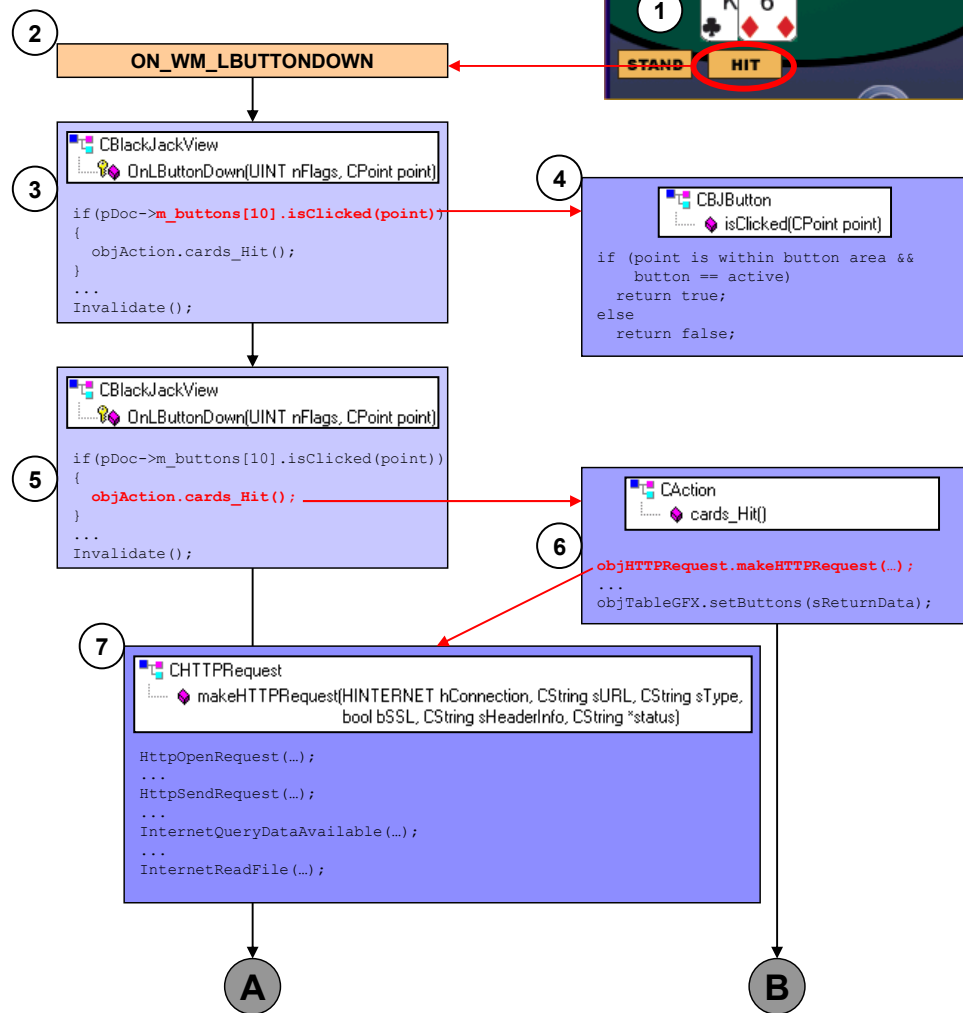 1
K 6
STAND HIT
2
ON_WM_LBUTTONDOWN
3
CBlackJackView
OnLButtonDown(UINT nFlags, CPoint point)
if(pDoc->m_buttons[10].isClicked(point))
{
objAction.cards_Hit();
}
...
Invalidate();
4
CBJButton
isClicked(CPoint point)
if (point is within button area &&
button == active)
return true;
else
return false;
5
CBlackJackView
OnLButtonDown(UINT nFlags, CPoint point)
if(pDoc->m_buttons[10].isClicked(point))
{
objAction.cards_Hit();
}
...
Invalidate();
6
CAction
cards_Hit()
objHTTPRequest.makeHTTPRequest(…);
...
objTableGFX.setButtons(sReturnData);
7
CHTTPRequest
makeHTTPRequest(HINTERNET hConnection, CString sURL, CString sType,
bool bSSL, CString sHeaderInfo, CString *status)
HttpOpenRequest(…);
...
HttpSendRequest(…);
...
InternetQueryDataAvailable(…);
...
InternetReadFile(…);
A
B